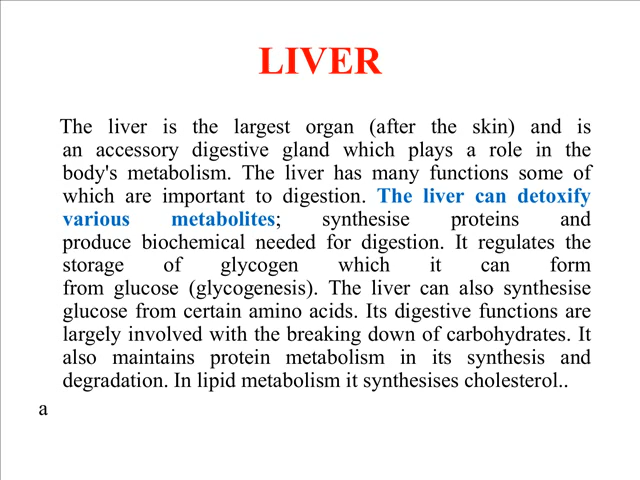 LIVER
The liver is the largest organ (after the skin) and is
an accessory digestive gland which plays a role in the
body's metabolism. The liver has many functions some of
which are important to digestion. The liver can detoxify
various metabolites; synthesise proteins and
produce biochemical needed for digestion. It regulates the
storage of glycogen which it can form
from glucose (glycogenesis). The liver can also synthesise
glucose from certain amino acids. Its digestive functions are
largely involved with the breaking down of carbohydrates. It
also maintains protein metabolism in its synthesis and
degradation. In lipid metabolism it synthesises cholesterol..
a